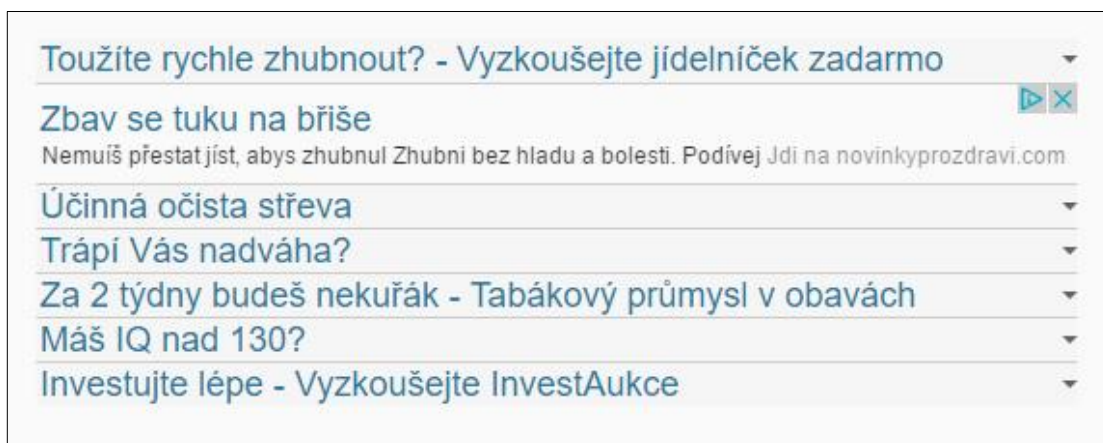 Toužíte rychle zhubnout? - Vyzkoušejte jídelníček zadarmo
Zbav se tuku na břiše
Nemuíš přestat jíst, abys zhubnul Zhubni bez hladu a bolesti. Podívej Jdi na novinkyprozdravi.com
Účinná očista střeva
Trápí Vás nadváha?
Za 2 týdny budeš nekuřák - Tabákový průmysl v obavách
Máš IQ nad 130?
Investujte lépe - Vyzkoušejte InvestAukce